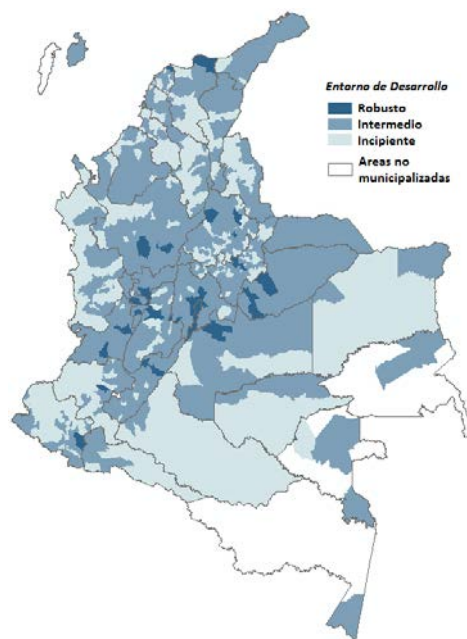 Entorno de Desarrollo
Robusto
Intermedio
Incipiente
Areas no
municipalizadas